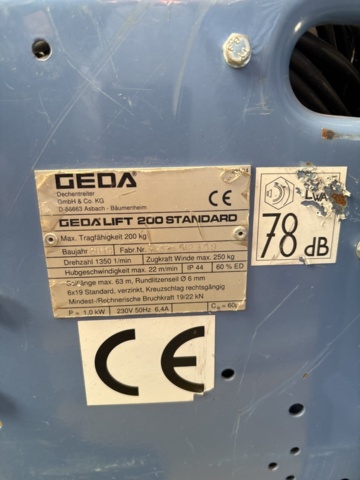 GEDA
Dechentreiter
GmbH & Co. KG
D-86663 Asbach - Bäumenheim
CE
GEDA LIFT 200 STANDARD
Max. Tragfähigkeit 200 kg
Baujahr Fabr.Nr.
Drehzahl 1350 1/min Zugkraft Winde max. 250 kg
Hubgeschwindigkeit max. 22 m/min IP 44 60 % ED
max. 63 m, Runditzenseil Ø 6 mm
6x19 Standard, verzinkt, Kreuzschlag rechtsgängig
Mindest-Rechnerische Bruchkraft 19/22 kN
P = 1,0 kW 230V 50Hz 6,4A
LWA
78 dB
CE